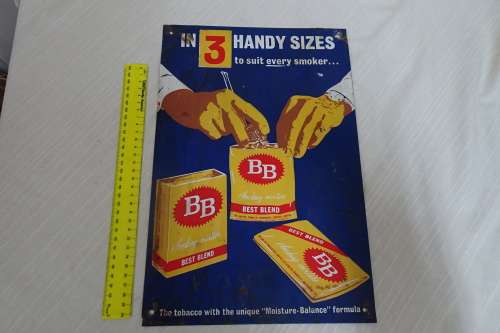 IN 3 HANDY SIZES
to suit every smoker...
BB
BEST BLEND
BB
BEST BLEND
BEST BLEND
BB
The tobacco with the unique "Moisture-Balance" formula